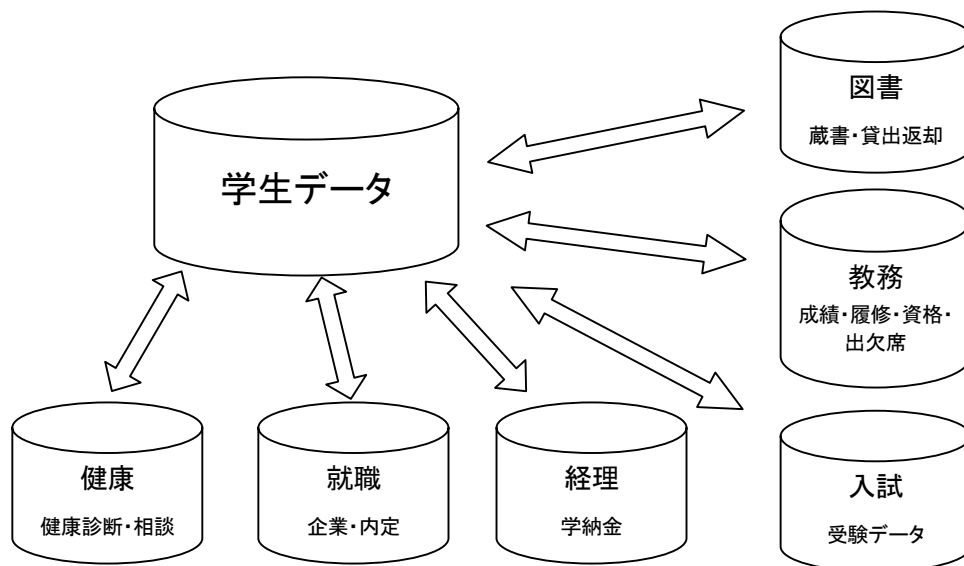 図書
蔵書・貸出返却
学生データ
教務
成績・履修・資格・
出欠席
健康
健康診断・相談
就職
企業・内定
経理
学納金
入試
受験データ